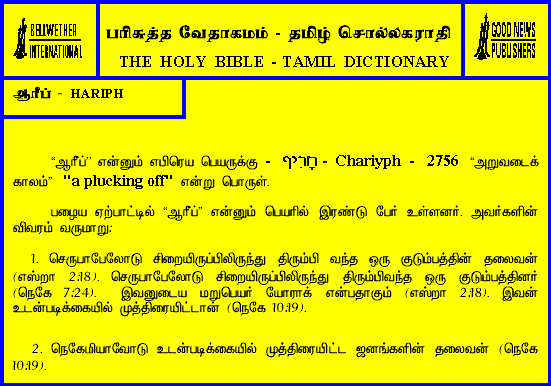 BELLWETHER
INTERNATIONAL
பரிசுத்த வேதாகமம் - தமிழ் சொல்லகராதி
THE HOLY BIBLE - TAMIL DICTIONARY
GOOD NEWS
PUBLISHERS
ஆரீப் - HARIPH
“ஆரீப்” என்னும் எபிரெய பெயருக்கு - חָרִיף - Chariyph - 2756 “அறுவடைக்
காலம்” "a plucking off" என்று பொருள்.
பழைய ஏற்பாட்டில் “ஆரீப்” என்னும் பெயரில் இரண்டு பேர் உள்ளனர். அவர்களின்
விவரம் வருமாறு:
1. செருபாபேலோடு சிறையிருப்பிலிருந்து திரும்பி வந்த ஒரு குடும்பத்தின் தலைவன்
(எஸ்றா 2:18). செருபாபேலோடு சிறையிருப்பிலிருந்து திரும்பிவந்த ஒரு குடும்பத்தினர்
(நெகே 7:24). இவனுடைய மறுபெயர் யோராக் என்பதாகும் (எஸ்றா 2:18). இவன்
உடன்படிக்கையில் முத்திரையிட்டான் (நெகே 10:19).
2. நெகேமியாவோடு உடன்படிக்கையில் முத்திரையிட்ட ஜனங்களின் தலைவன் (நெகே
10:19).